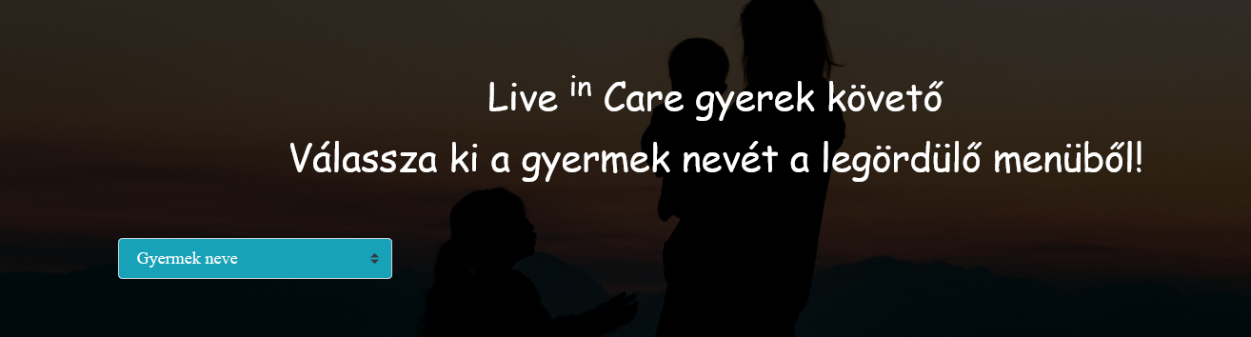 Live in Care gyerek követő
Válassza ki a gyermek nevét a legördülő menüből!
Gyermek neve